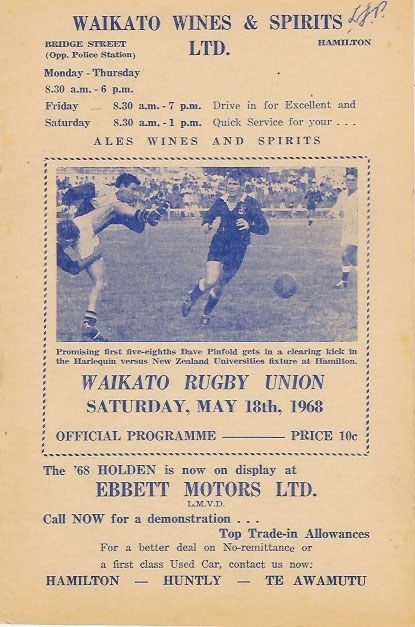 WAIKATO WINES & SPIRITS
LTD.
BRIDGE STREET
(Opp. Police Station)
HAMILTON
Monday - Thursday
8.30 a.m. - 6 p.m.
Friday 8.30 a.m. - 7 p.m. Drive in for Excellent and
Saturday 8.30 a.m. - 1 p.m. Quick Service for your . . .
ALES WINES AND SPIRITS
Promising first five-eighths Dave Pinfold gets in a clearing kick in
the Harlequin versus New Zealand Universities fixture at Hamilton.
WAIKATO RUGBY UNION
SATURDAY, MAY 18th, 1968
OFFICIAL PROGRAMME ——— PRICE 10c
The '68 HOLDEN is now on display at
EBBETT MOTORS LTD.
L.M.V.D.
Call NOW for a demonstration . . .
Top Trade-in Allowances
For a better deal on No-remittance or
a first class Used Car, contact us now:
HAMILTON — HUNTLY — TE AWAMUTU